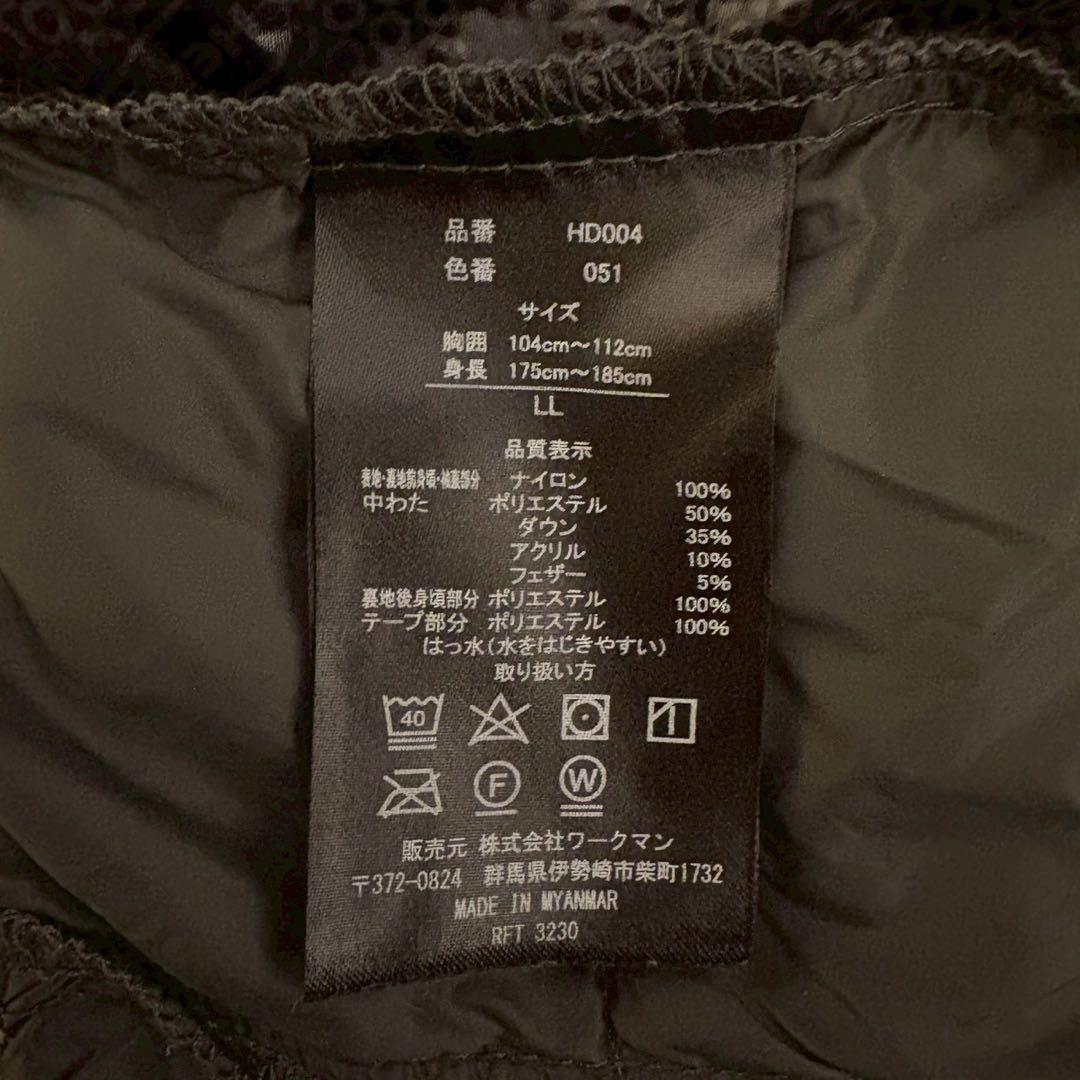 品番 HD004
色番 051
サイズ
胸囲 104cm～112cm
身長 175cm～185cm
LL
品質表示
表地・裏地前身頃・袖裏部分 ナイロン 100%
中わた ポリエステル 50%
ダウン 35%
アクリル 10%
フェザー 5%
裏地後身頃部分 ポリエステル 100%
テープ部分 ポリエステル 100%
はっ水(水をはじきやすい)
取り扱い方
40
F W
販売元 株式会社ワークマン
〒372-0824 群馬県伊勢崎市柴町1732
MADE IN MYANMAR
RFT 3230